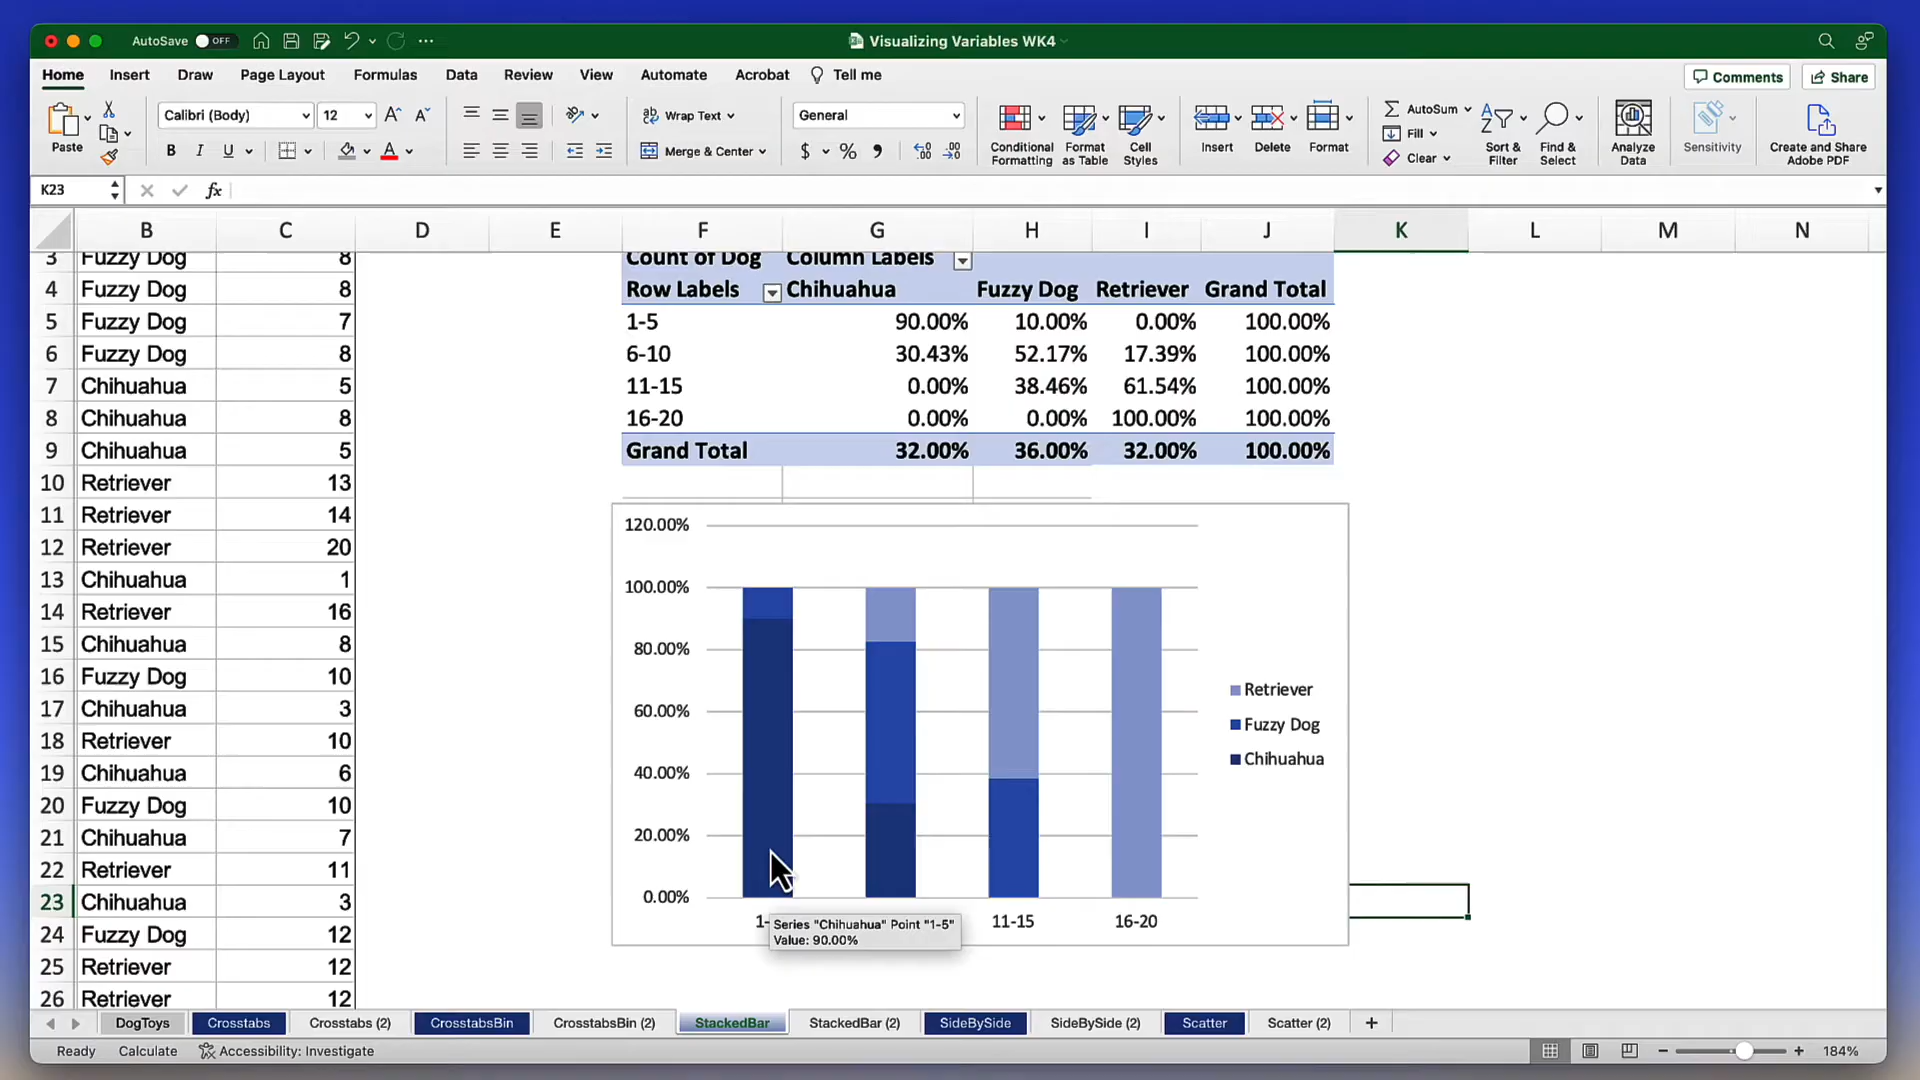 AutoSave OFF
Visualizing Variables WK4
Home Insert Draw Page Layout Formulas Data Review View Automate Acrobat Tell me
Comments Share
Paste
Calibri (Body) 12
Wrap Text
Merge & Center
General
Conditional Formatting
Format as Table
Cell Styles
Insert Delete Format
AutoSum
Fill
Clear
Sort & Filter
Find & Select
Analyze Data
Sensitivity
Create and Share Adobe PDF
K23 fx
B C D E F G H I J K L M N
3 Fuzzy Dog 8 Count of Dog Column Labels
4 Fuzzy Dog 8 Row Labels Chihuahua Fuzzy Dog Retriever Grand Total
5 Fuzzy Dog 7 1-5 90.00% 10.00% 0.00% 100.00%
6 Fuzzy Dog 8 6-10 30.43% 52.17% 17.39% 100.00%
7 Chihuahua 5 11-15 0.00% 38.46% 61.54% 100.00%
8 Chihuahua 8 16-20 0.00% 0.00% 100.00% 100.00%
9 Chihuahua 5 Grand Total 32.00% 36.00% 32.00% 100.00%
10 Retriever 13
11 Retriever 14
12 Retriever 20
13 Chihuahua 1
14 Retriever 16
15 Chihuahua 8
16 Fuzzy Dog 10
17 Chihuahua 3
18 Retriever 10
19 Chihuahua 6
20 Fuzzy Dog 10
21 Chihuahua 7
22 Retriever 11
23 Chihuahua 3
24 Fuzzy Dog 12
25 Retriever 12
26 Retriever 12
120.00%
100.00%
80.00%
60.00%
40.00%
20.00%
0.00%
Retriever
Fuzzy Dog
Chihuahua
1- 11-15 16-20
Series "Chihuahua" Point "1-5"
Value: 90.00%
DogToys Crosstabs Crosstabs (2) CrosstabsBin CrosstabsBin (2) StackedBar StackedBar (2) SideBySide SideBySide (2) Scatter Scatter (2)
Ready Calculate Accessibility: Investigate 184%